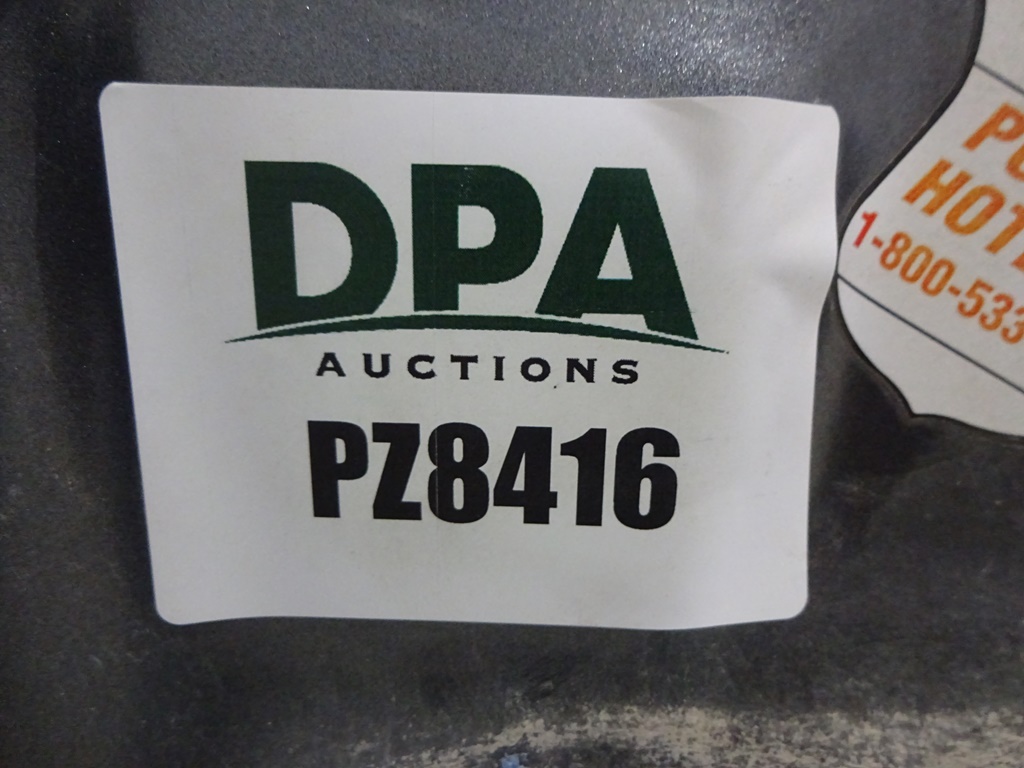 DPA
AUCTIONS
PZ8416
1-800-533